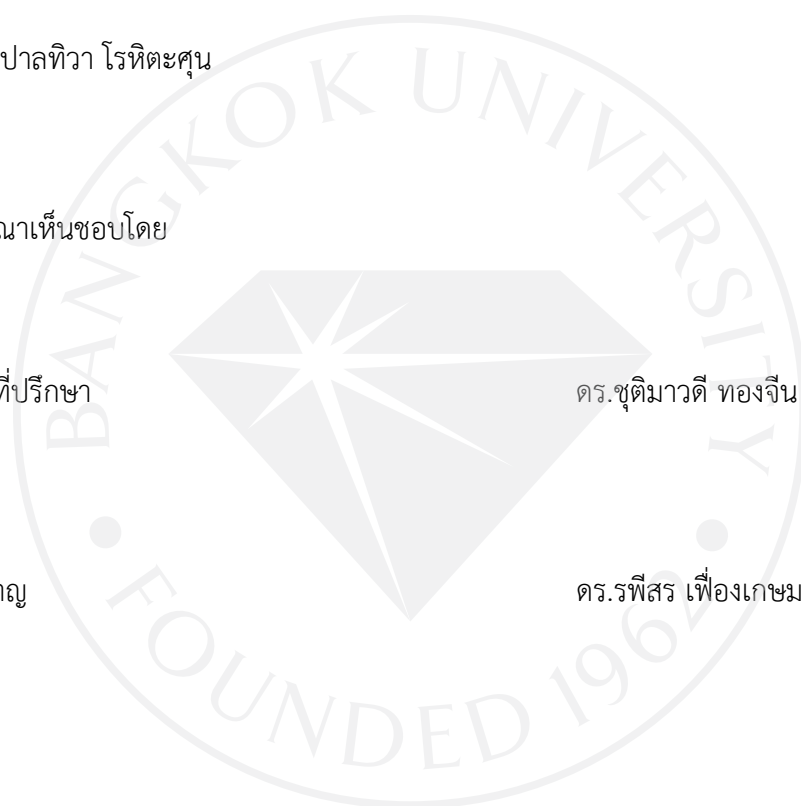 ปาลทิวา โรหิตะศุน
ณาเห็นชอบโดย
ที่ปรึกษา ดร.ชุติมาวดี ทองจีน
าญ ดร.รพีสร เฟื่องเกษม
BANGKOK UNIVERSITY
FOUNDED 1962